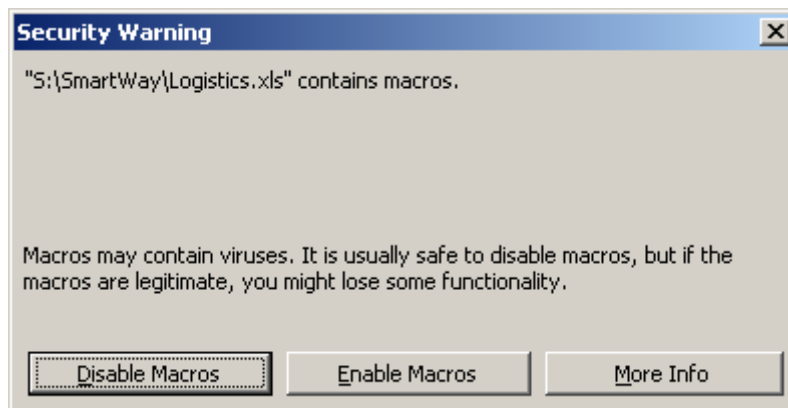 Security Warning
"S:\SmartWay\Logistics.xls" contains macros.
Macros may contain viruses. It is usually safe to disable macros, but if the
macros are legitimate, you might lose some functionality.
Disable Macros Enable Macros More Info